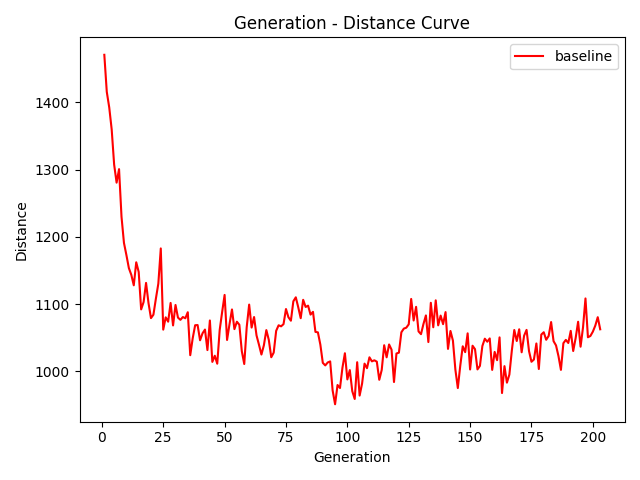 Generation - Distance Curve
baseline
1400
1300
1200
1100
1000
Distance
0 25 50 75 100 125 150 175 200
Generation